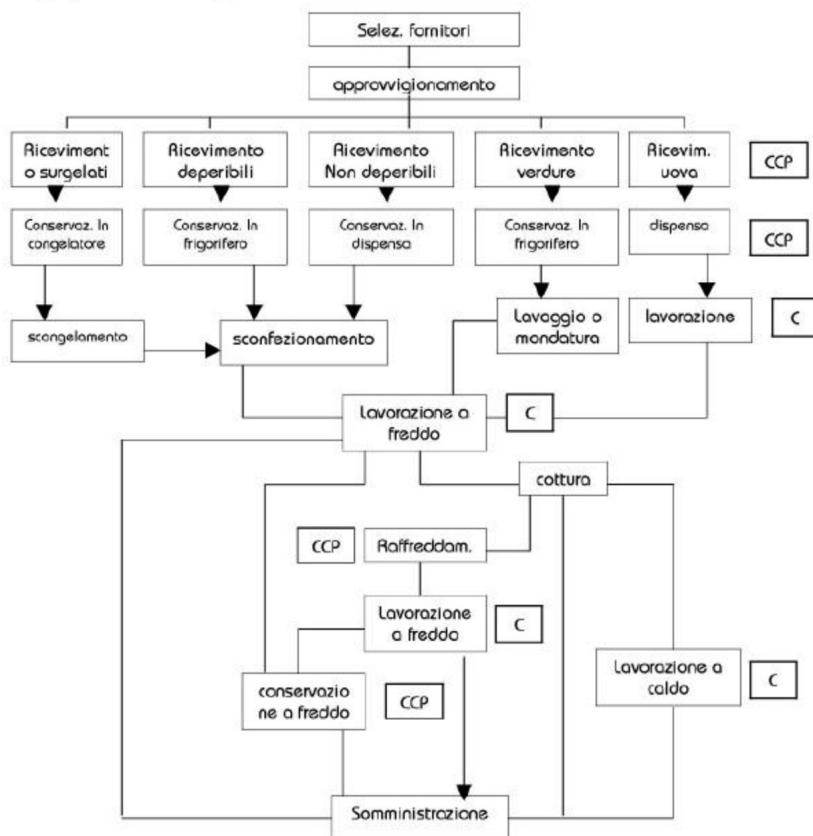 Selez. fornitori
approvvigionamento
Riceviment
o surgelati
Ricevimento
deperibili
Ricevimento
Non deperibili
Ricevimento
verdure
Ricevim.
uova
CCP
Conservaz. In
congelatore
Conservaz. In
frigorifero
Conservaz. In
dispensa
Conservaz. In
frigorifero
dispensa
CCP
scongelamento
sconfezionamento
Lavaggio o
mondatura
lavorazione
C
Lavorazione a
freddo
C
cottura
CCP
Raffreddam.
Lavorazione
a freddo
C
conservazio
ne a freddo
CCP
Lavorazione a
caldo
C
Somministrazione